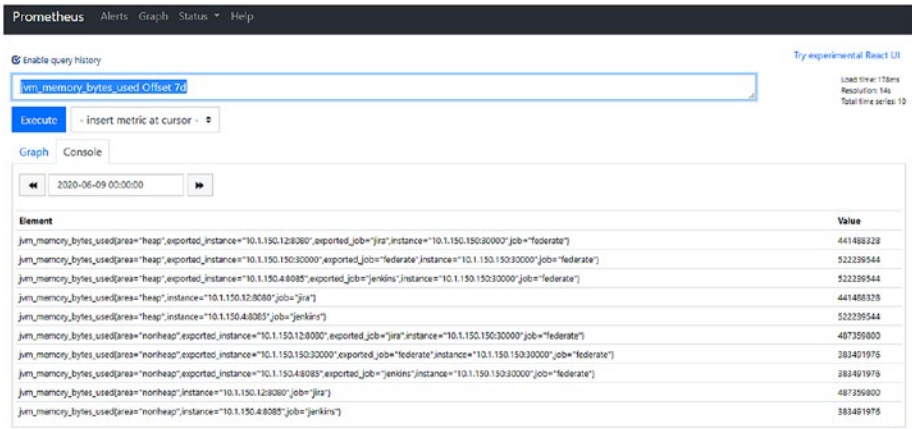 Prometheus Alerts Graph Status Help
Enable query history
Try experimental React UI
jvm_memory_bytes_used Offset 7d
Load time: 178ms
Resolution: 14s
Total time series: 10
Execute - insert metric at cursor -
Graph Console
2020-06-09 00:00:00
Element Value
jvm_memory_bytes_used{area="heap",exported_instance="10.1.150.12:8080",exported_job="jira",instance="10.1.150.150:30000",job="federate"} 441488328
jvm_memory_bytes_used{area="heap",exported_instance="10.1.150.150:30000",exported_job="federate",instance="10.1.150.150:30000",job="federate"} 522239544
jvm_memory_bytes_used{area="heap",exported_instance="10.1.150.4:8085",exported_job="jenkins",instance="10.1.150.150:30000",job="federate"} 522239544
jvm_memory_bytes_used{area="heap",instance="10.1.150.12:8080",job="jira"} 441488328
jvm_memory_bytes_used{area="heap",instance="10.1.150.4:8085",job="jenkins"} 522239544
jvm_memory_bytes_used{area="nonheap",exported_instance="10.1.150.12:8080",exported_job="jira",instance="10.1.150.150:30000",job="federate"} 487359800
jvm_memory_bytes_used{area="nonheap",exported_instance="10.1.150.150:30000",exported_job="federate",instance="10.1.150.150:30000",job="federate"} 383491976
jvm_memory_bytes_used{area="nonheap",exported_instance="10.1.150.4:8085",exported_job="jenkins",instance="10.1.150.150:30000",job="federate"} 383491976
jvm_memory_bytes_used{area="nonheap",instance="10.1.150.12:8080",job="jira"} 487359800
jvm_memory_bytes_used{area="nonheap",instance="10.1.150.4:8085",job="jenkins"} 383491976